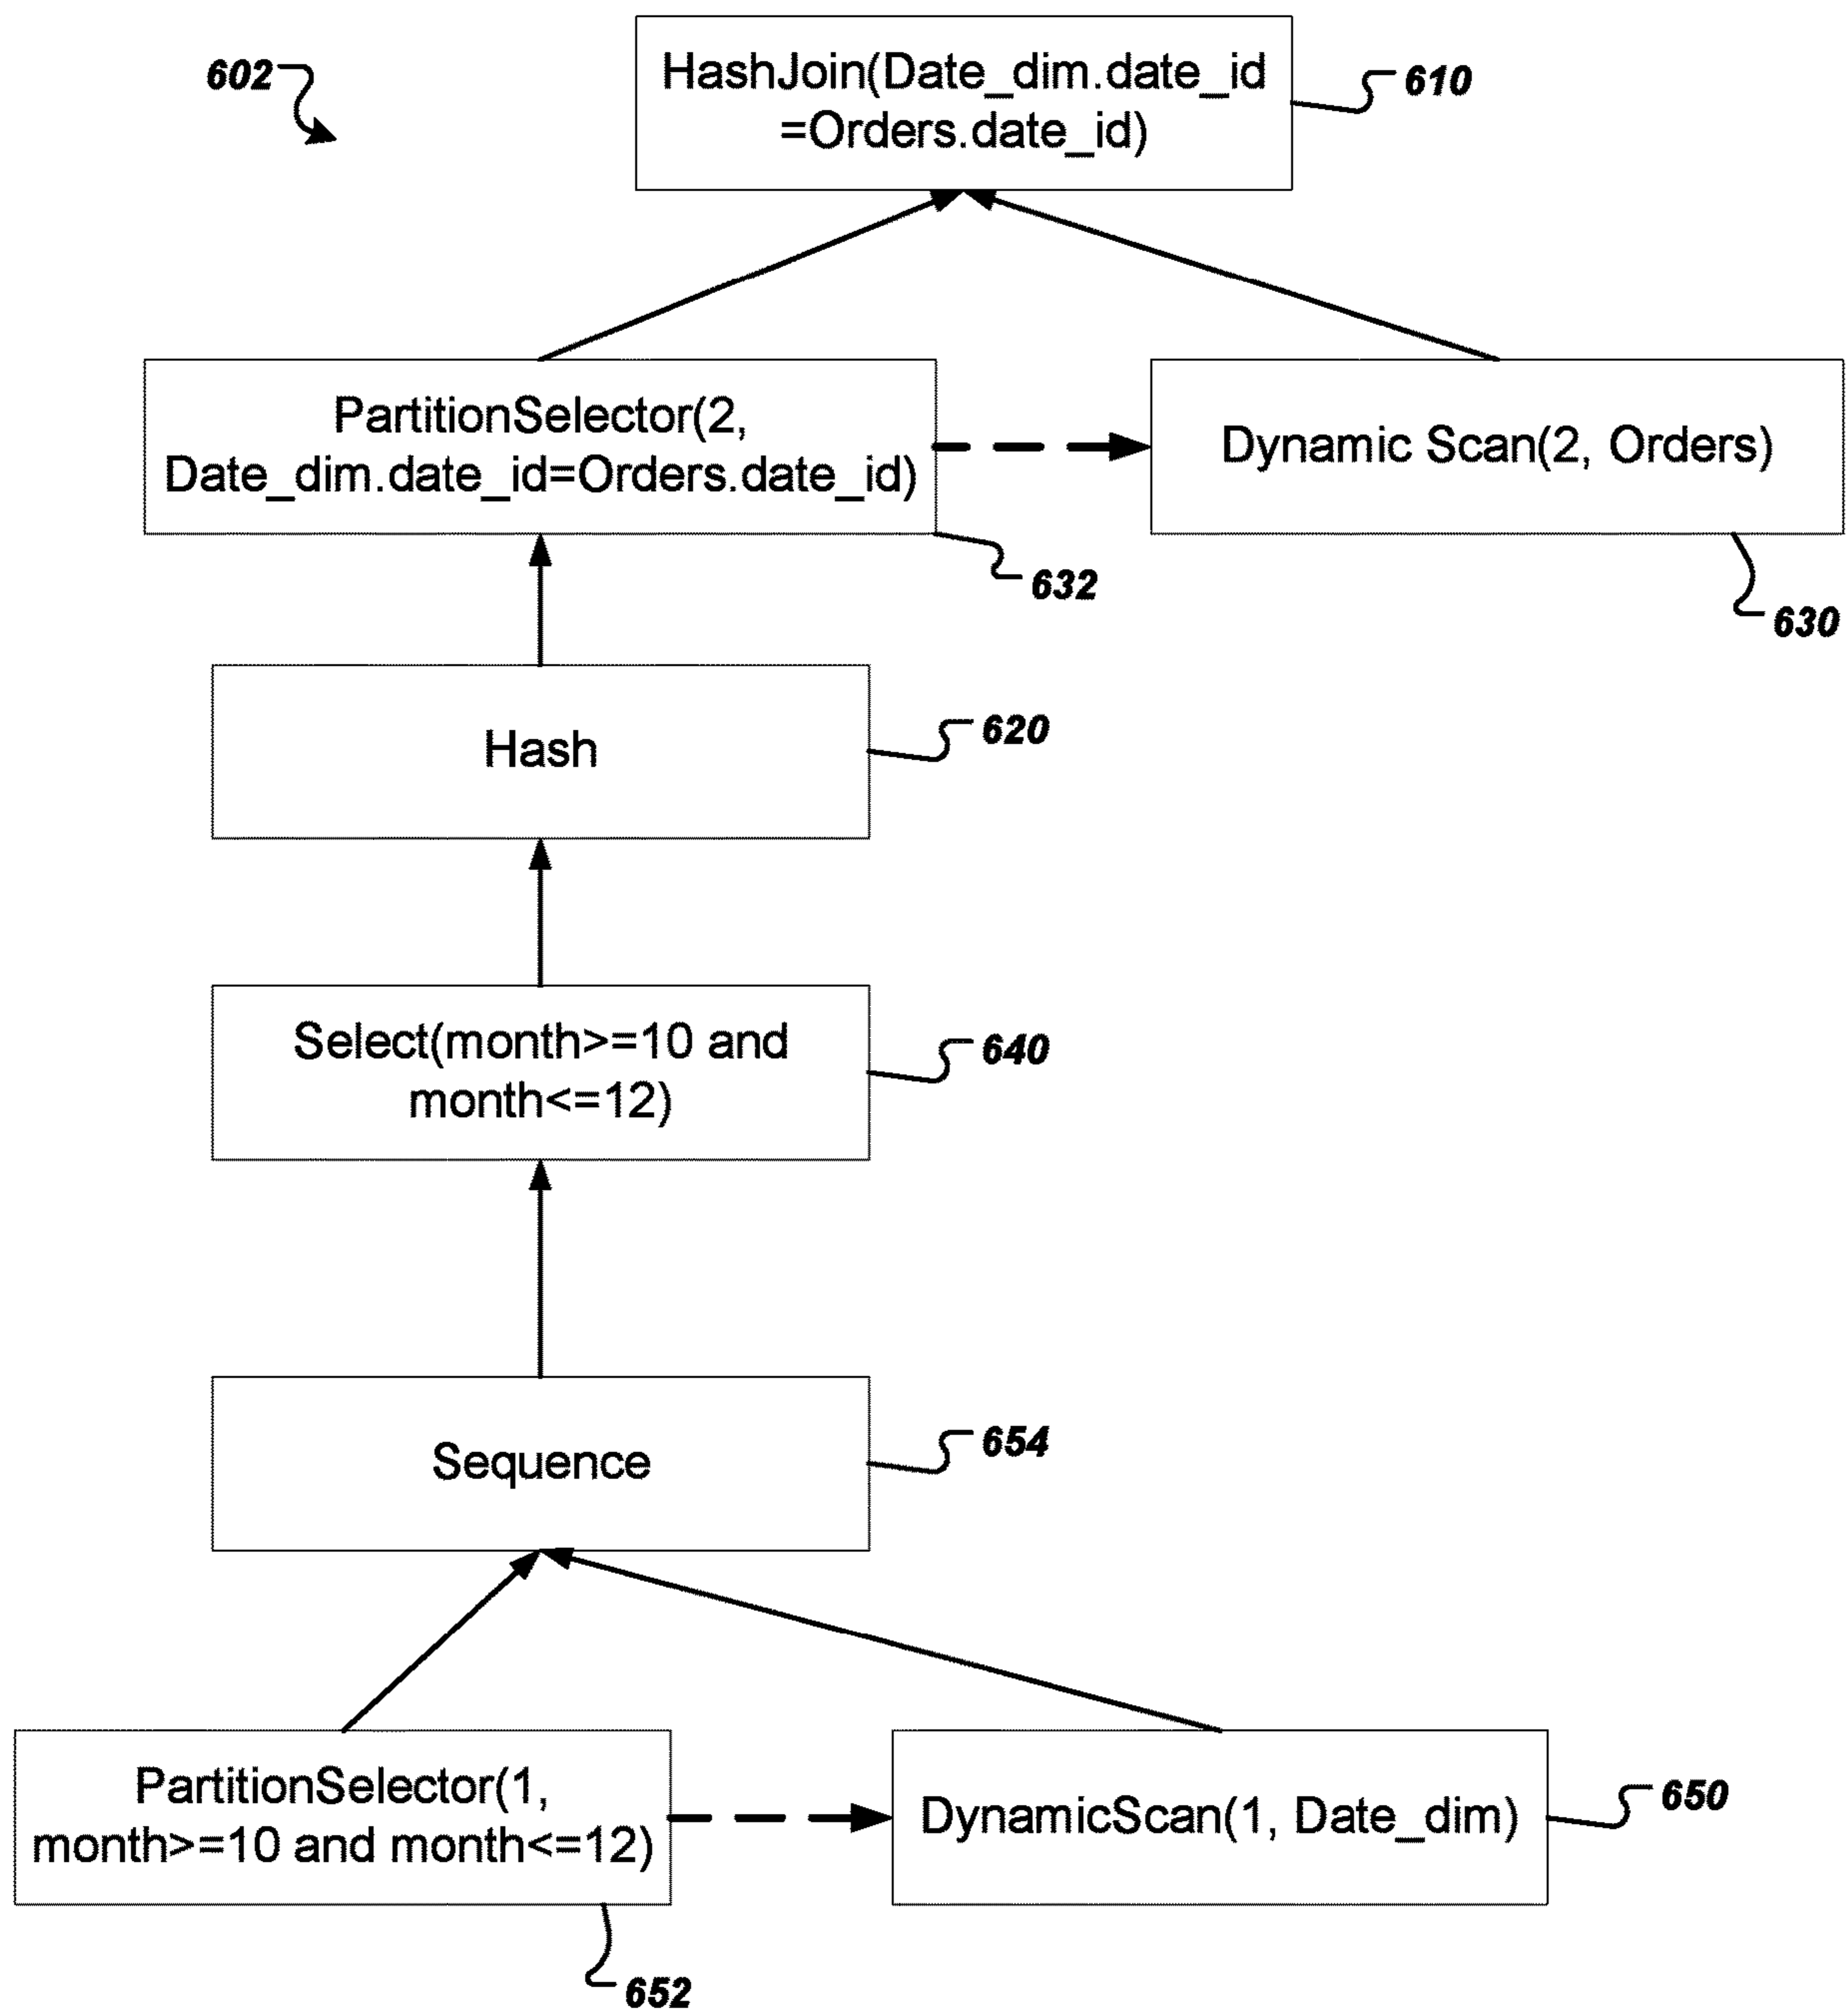 602
HashJoin(Date_dim.date_id
=Orders.date_id)
610
PartitionSelector(2,
Date_dim.date_id=Orders.date_id)
632
Dynamic Scan(2, Orders)
630
Hash
620
Select(month>=10 and
month<=12)
640
Sequence
654
PartitionSelector(1,
month>=10 and month<=12)
652
DynamicScan(1, Date_dim)
650